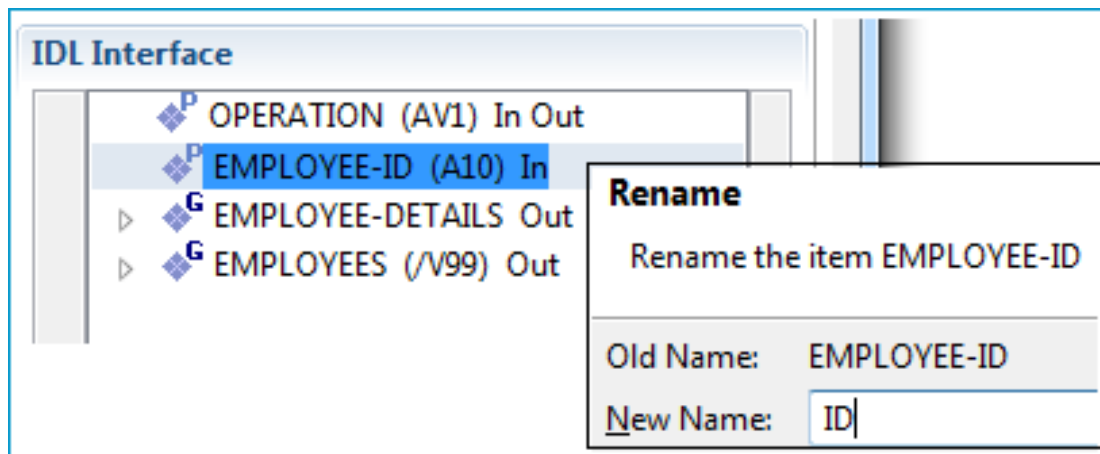 IDL Interface
P OPERATION (AV1) In Out
P EMPLOYEE-ID (A10) In
G EMPLOYEE-DETAILS Out
G EMPLOYEES (/V99) Out
Rename
Rename the item EMPLOYEE-ID
Old Name: EMPLOYEE-ID
New Name: ID